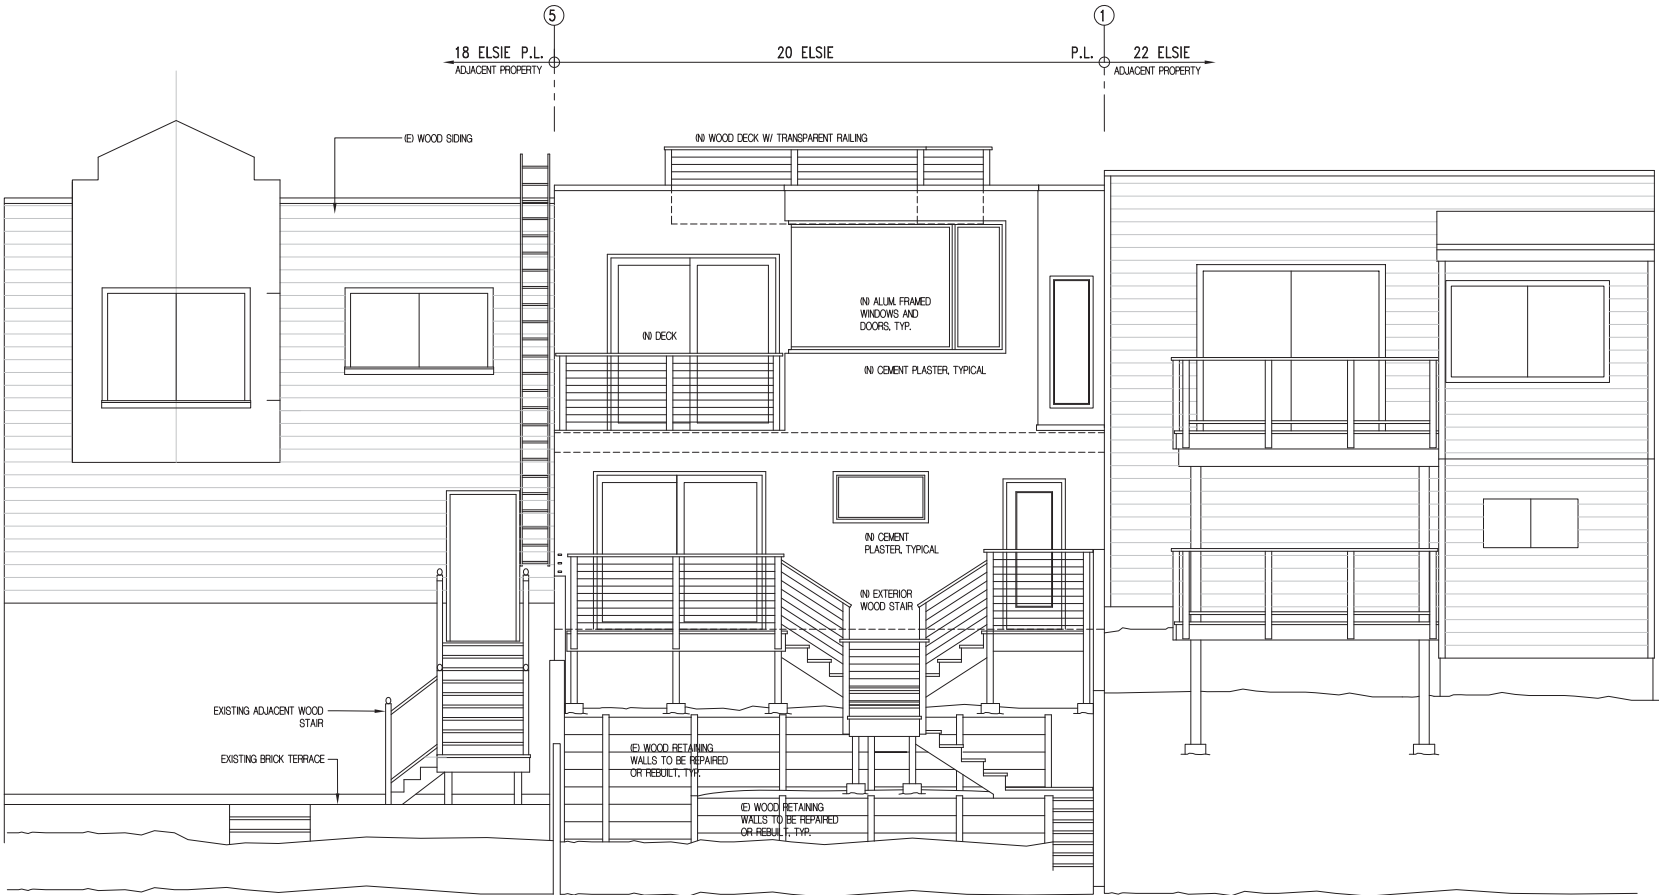 5
1
18 ELSIE P.L.
20 ELSIE
P.L.
22 ELSIE
ADJACENT PROPERTY
ADJACENT PROPERTY
(E) WOOD SIDING
(N) WOOD DECK W/ TRANSPARENT RAILING
(N) ALUM. FRAMED
WINDOWS AND
DOORS, TYP.
(N) DECK
(N) CEMENT PLASTER, TYPICAL
(N) CEMENT
PLASTER, TYPICAL
(N) EXTERIOR
WOOD STAIR
EXISTING ADJACENT WOOD
STAIR
EXISTING BRICK TERRACE
(E) WOOD RETAINING
WALLS TO BE REPAIRED
OR REBUILT, TYP.
(E) WOOD RETAINING
WALLS TO BE REPAIRED
OR REBUILT, TYP.